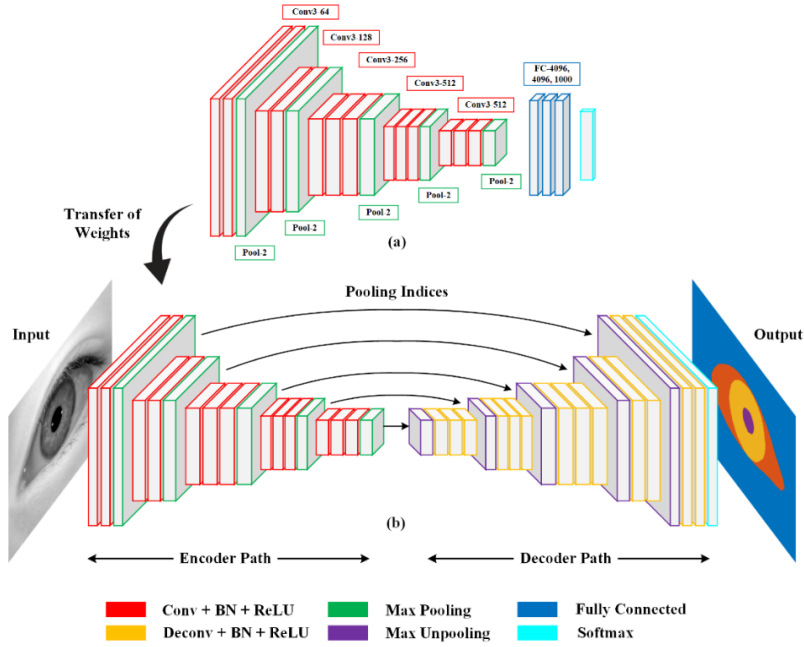 Conv3-64
Conv3-128
Conv3-256
Conv3-512
Conv3-512
FC-4096,
4096, 1000
Pool-2
Pool-2
Pool-2
Pool-2
Pool-2
(a)
Transfer of
Weights
Pooling Indices
Input
Output
(b)
Encoder Path
Decoder Path
Conv + BN + ReLU
Max Pooling
Fully Connected
Deconv + BN + ReLU
Max Unpooling
Softmax